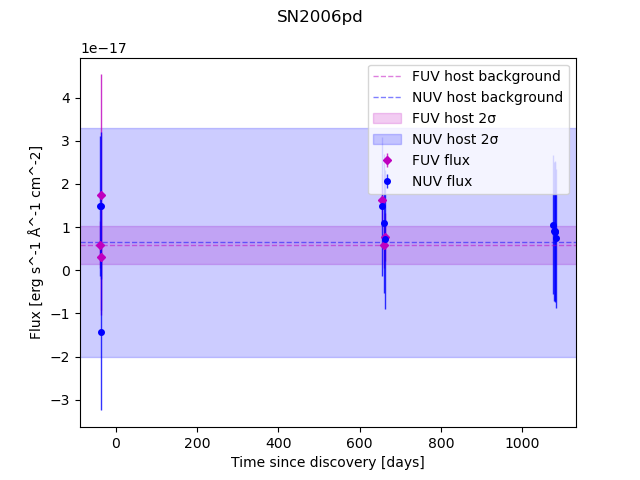 SN2006pd
1e−17
FUV host background
NUV host background
FUV host 2σ
NUV host 2σ
FUV flux
NUV flux
4
3
2
1
0
−1
−2
−3
Flux [erg s^-1 Å^-1 cm^-2]
0 200 400 600 800 1000
Time since discovery [days]